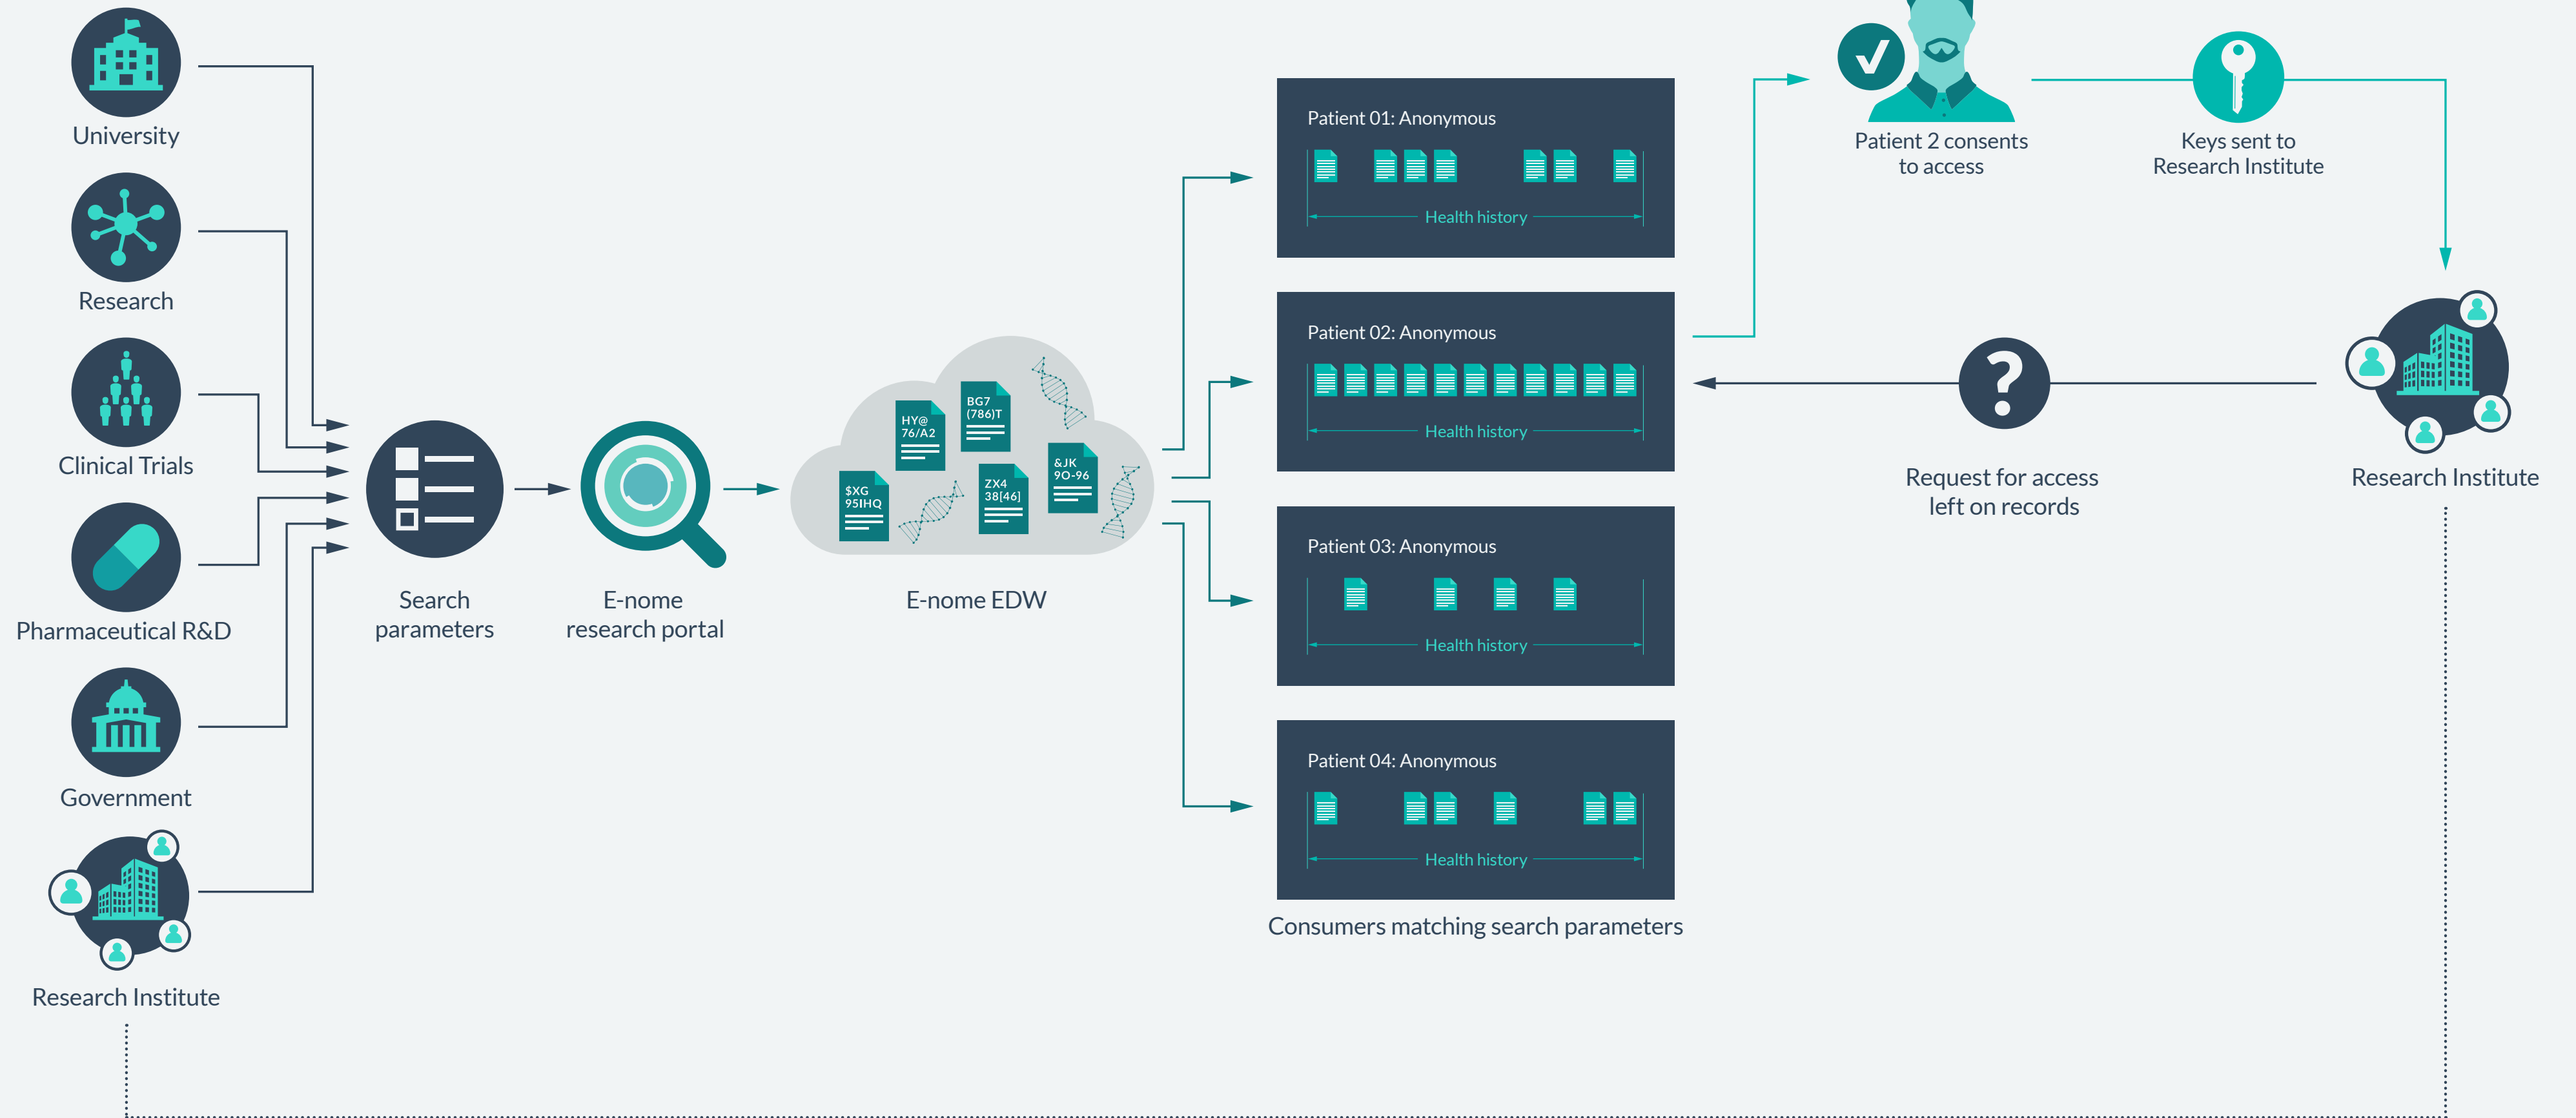 University
Research
Clinical Trials
Pharmaceutical R&D
Government
Research Institute
Search
parameters
E-nome
research portal
HY@
76/A2
BG7
(786)T
$XG
95IHQ
ZX4
38[46]
&JK
9O-96
E-nome EDW
Patient 01: Anonymous
Health history
Patient 02: Anonymous
Health history
Patient 03: Anonymous
Health history
Patient 04: Anonymous
Health history
Consumers matching search parameters
Patient 2 consents
to access
Keys sent to
Research Institute
Request for access
left on records
Research Institute